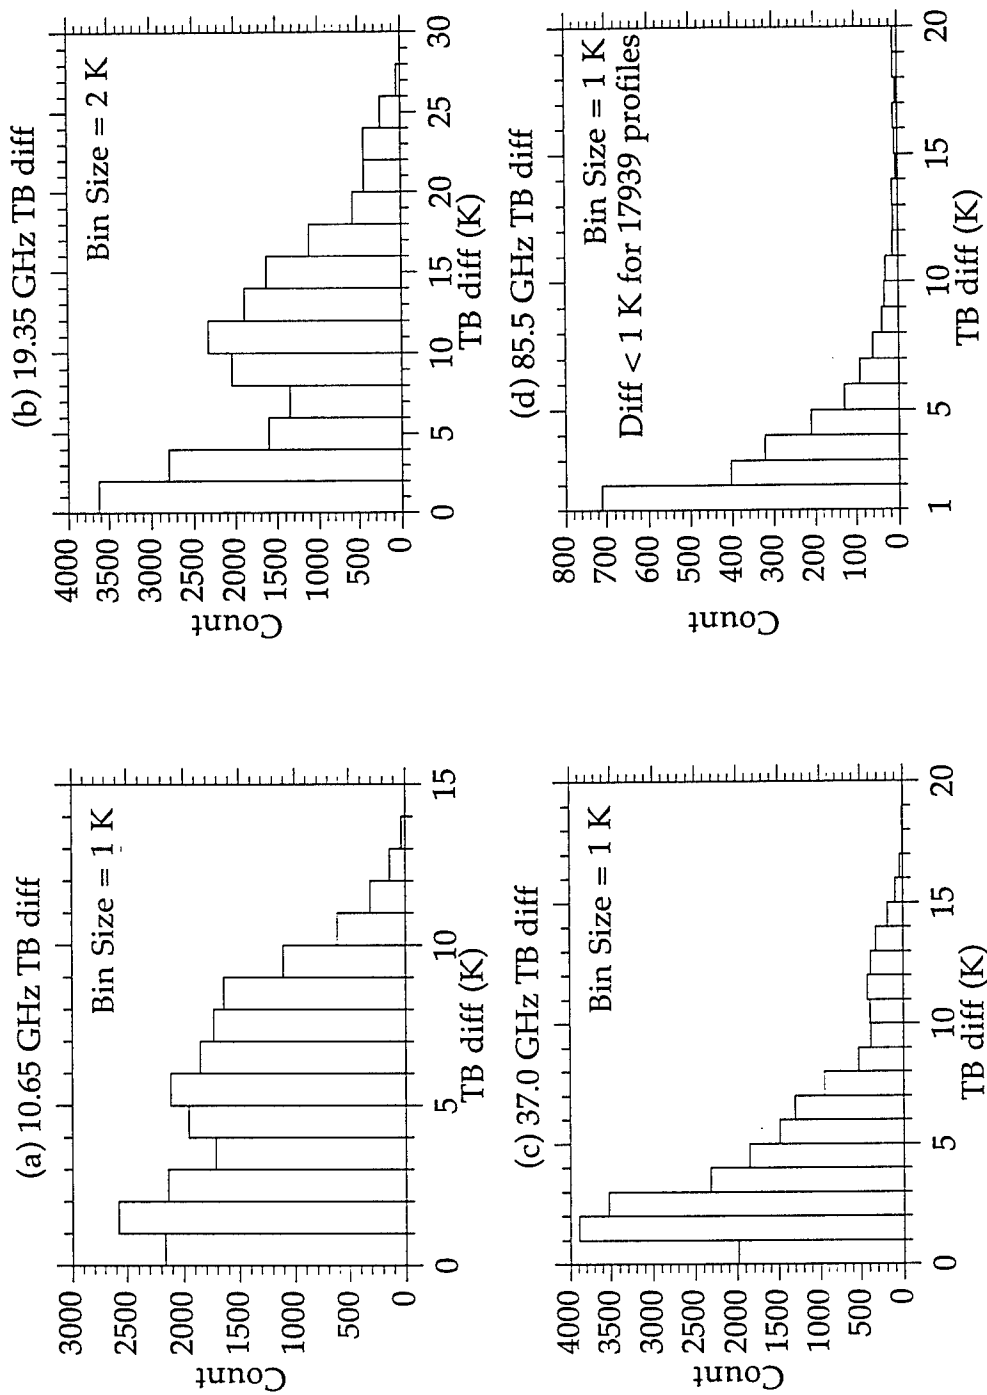 (a) 10.65 GHz TB diff
Bin Size = 1 K
Count
3000
2500
2000
1500
1000
500
0
0 5 10 15
TB diff (K)
(b) 19.35 GHz TB diff
Bin Size = 2 K
Count
4000
3500
3000
2500
2000
1500
1000
500
0
0 5 10 15 20 25 30
TB diff (K)
(c) 37.0 GHz TB diff
Bin Size = 1 K
Count
4000
3500
3000
2500
2000
1500
1000
500
0
0 5 10 15 20
TB diff (K)
(d) 85.5 GHz TB diff
Bin Size = 1 K
Diff < 1 K for 17939 profiles
Count
800
700
600
500
400
300
200
100
0
1 5 10 15 20
TB diff (K)